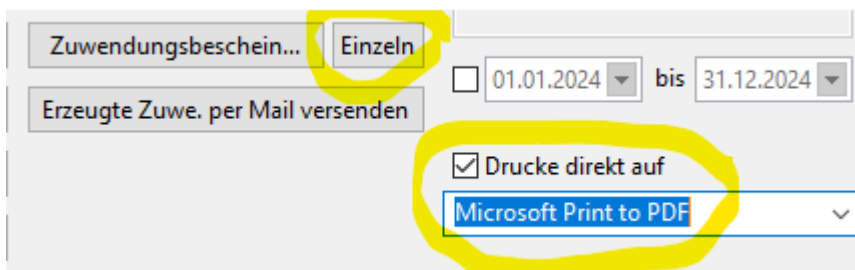 Zuwendungsbeschein...
Einzeln
01.01.2024 bis 31.12.2024
Erzeugte Zuwe. per Mail versenden
Drucke direkt auf
Microsoft Print to PDF